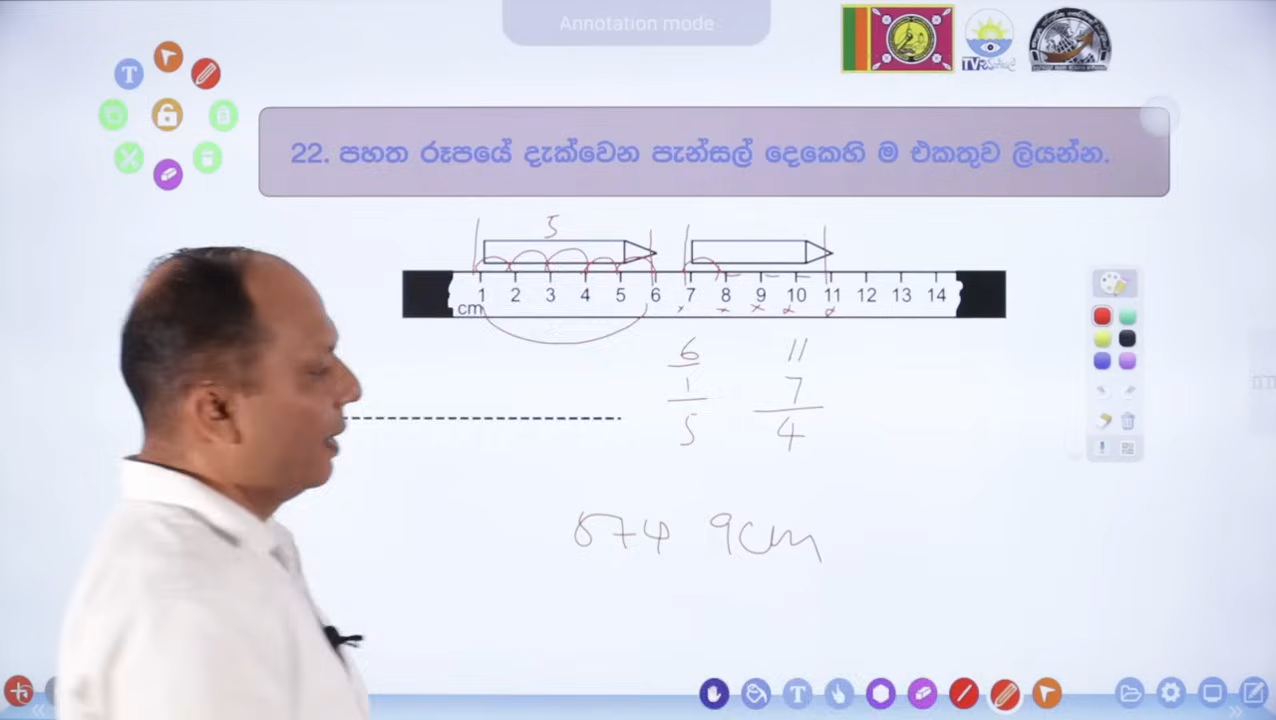 Annotation mode
TV
22. පහත රූපයේ දැක්වෙන පැන්සල් දෙකෙහි ම එකතුව ලියන්න.
5
1 2 3 4 5 6 7 8 9 10 11 12 13 14
cm
6 11
1 7
5 4
5+4 9cm